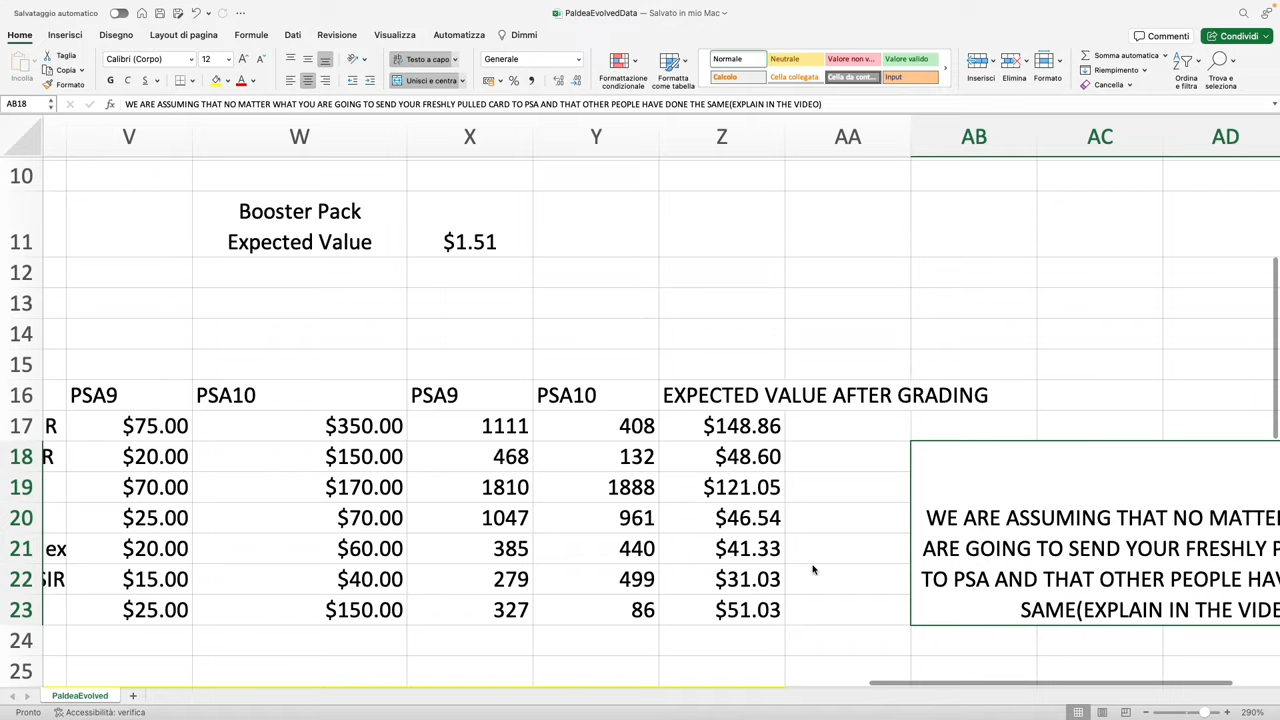 Salvataggio automatico
PaldeaEvolvedData — Salvato in mio Mac
Home Inserisci Disegno Layout di pagina Formule Dati Revisione Visualizza Automatizza Dimmi
Commenti Condividi
Incolla
Taglia
Copia
Formato
Calibri (Corpo) 12
G C S
Testo a capo
Unisci e centra
Generale
Formattazione condizionale
Formatta come tabella
Normale Neutrale Valore non v... Valore valido
Calcolo Cella collegata Cella da cont... Input
Inserisci Elimina Formato
Somma automatica
Riempimento
Cancella
Ordina e filtra
Trova e seleziona
AB18 fx WE ARE ASSUMING THAT NO MATTER WHAT YOU ARE GOING TO SEND YOUR FRESHLY PULLED CARD TO PSA AND THAT OTHER PEOPLE HAVE DONE THE SAME(EXPLAIN IN THE VIDEO)
V W X Y Z AA AB AC AD
10
Booster Pack
11 Expected Value $1.51
12
13
14
15
16 PSA9 PSA10 PSA9 PSA10 EXPECTED VALUE AFTER GRADING
17 R $75.00 $350.00 1111 408 $148.86
18 R $20.00 $150.00 468 132 $48.60
19 $70.00 $170.00 1810 1888 $121.05
20 $25.00 $70.00 1047 961 $46.54 WE ARE ASSUMING THAT NO MATTE
21 ex $20.00 $60.00 385 440 $41.33 ARE GOING TO SEND YOUR FRESHLY P
22 SIR $15.00 $40.00 279 499 $31.03 TO PSA AND THAT OTHER PEOPLE HAV
23 $25.00 $150.00 327 86 $51.03 SAME(EXPLAIN IN THE VIDE
24
25
PaldeaEvolved
Pronto Accessibilità: verifica 290%